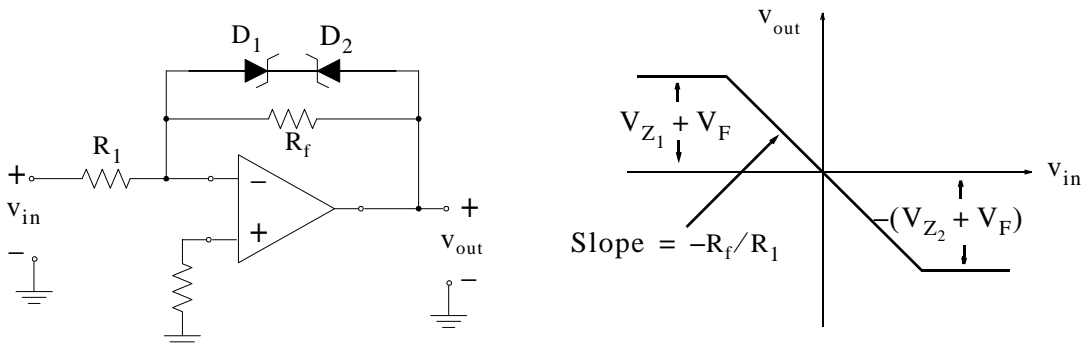 D1 D2
Rf
R1
+
vin
−
−
+
+
vout
−
vout
VZ1 + VF
vin
−(VZ2 + VF)
Slope = −Rf/R1